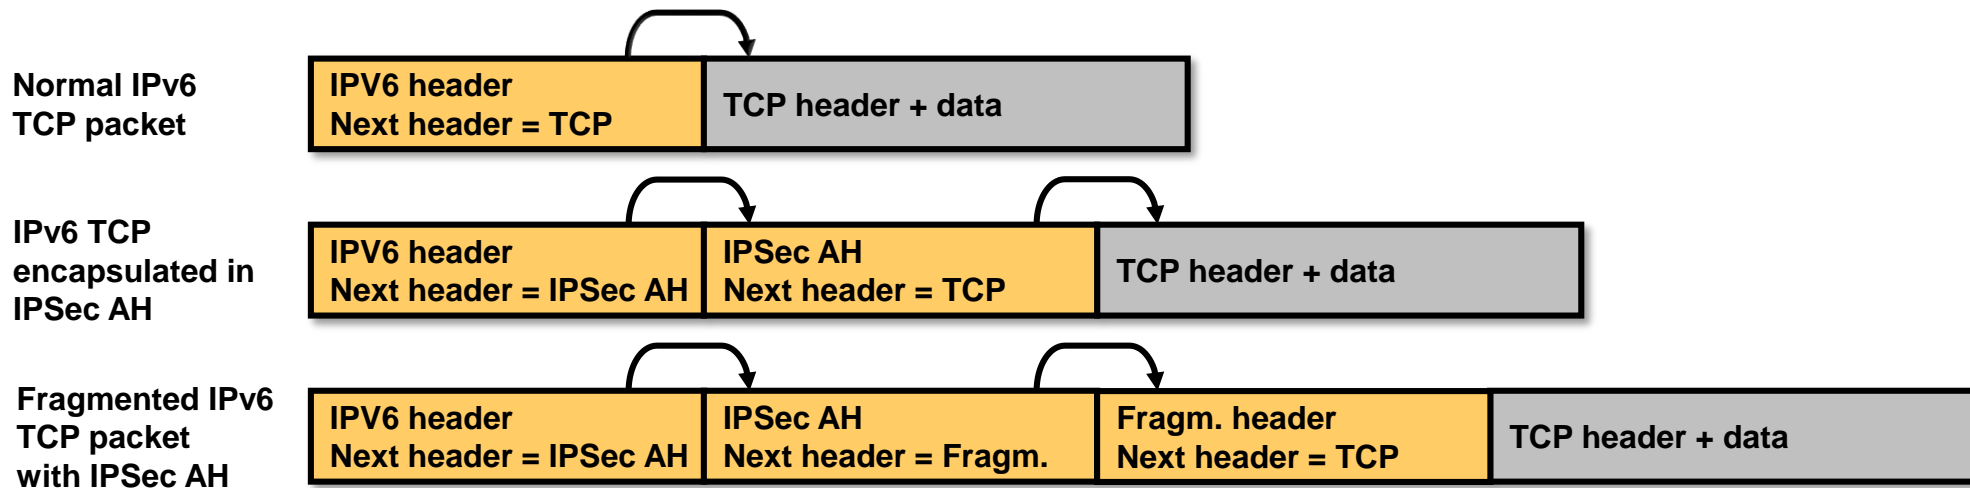 Normal IPv6
TCP packet
IPV6 header
Next header = TCP
TCP header + data
IPv6 TCP
encapsulated in
IPSec AH
IPV6 header
Next header = IPSec AH
IPSec AH
Next header = TCP
TCP header + data
Fragmented IPv6
TCP packet
with IPSec AH
IPV6 header
Next header = IPSec AH
IPSec AH
Next header = Fragm.
Fragm. header
Next header = TCP
TCP header + data